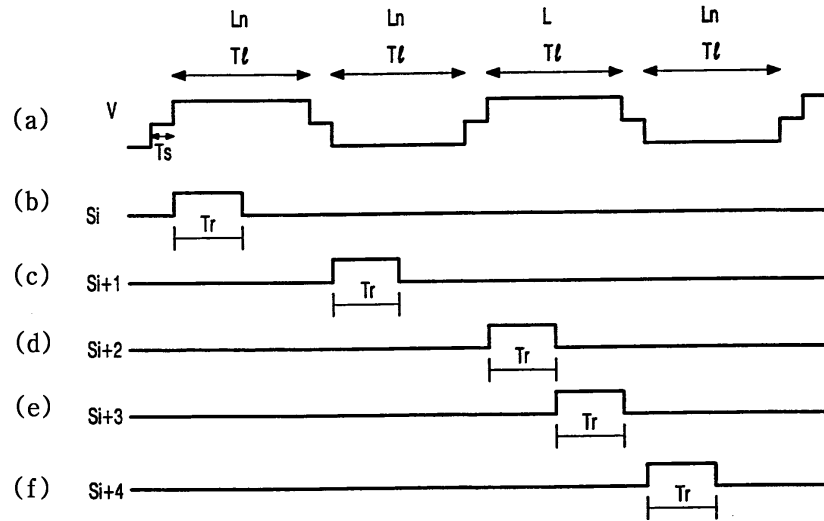 Ln Ln L Ln
Tℓ Tℓ Tℓ Tℓ
(a) V
Ts
(b) Si
Tr
(c) Si+1
Tr
(d) Si+2
Tr
(e) Si+3
Tr
(f) Si+4
Tr